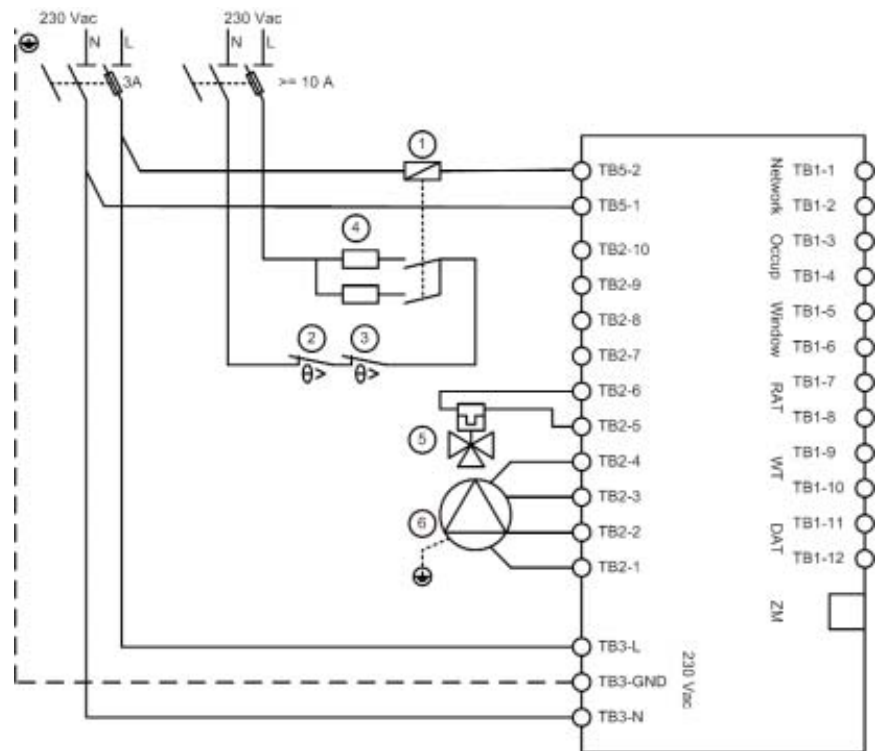 230 Vac
230 Vac
N
L
N
L
3A
>= 10 A
1
TB5-2
TB5-1
4
TB2-10
TB2-9
TB2-8
TB2-7
2
3
θ>
θ>
TB2-6
TB2-5
5
TB2-4
TB2-3
6
TB2-2
TB2-1
TB3-L
TB3-GND
TB3-N
230 Vac
Network
Occup
Window
RAT
WT
DAT
ZM
TB1-1
TB1-2
TB1-3
TB1-4
TB1-5
TB1-6
TB1-7
TB1-8
TB1-9
TB1-10
TB1-11
TB1-12